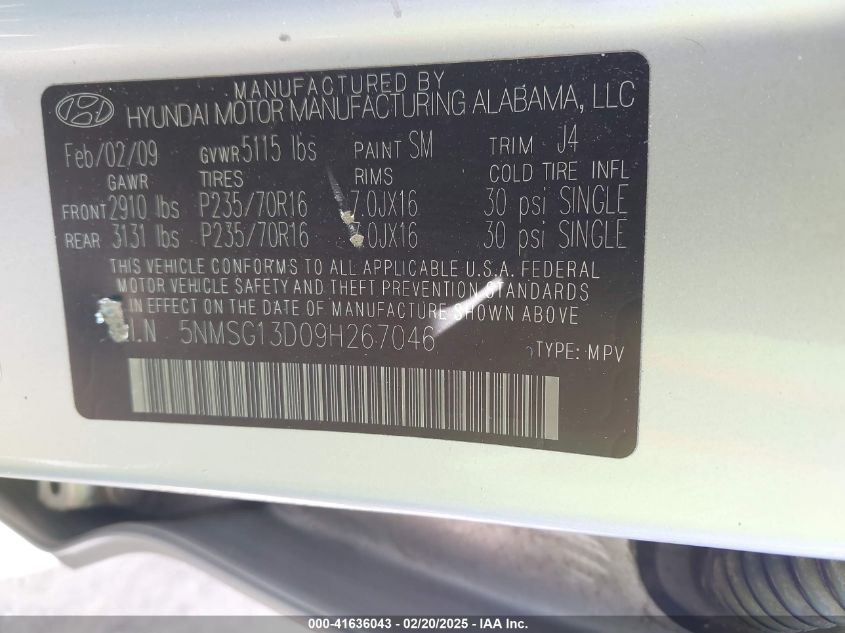 MANUFACTURED BY
HYUNDAI MOTOR MANUFACTURING ALABAMA, LLC
Feb/02/09 GVWR 5115 lbs PAINT SM TRIM J4
GAWR TIRES RIMS COLD TIRE INFL
FRONT 2910 lbs P235/70R16 7.0JX16 30 psi SINGLE
REAR 3131 lbs P235/70R16 7.0JX16 30 psi SINGLE
THIS VEHICLE CONFORMS TO ALL APPLICABLE U.S.A. FEDERAL
MOTOR VEHICLE SAFETY AND THEFT PREVENTION STANDARDS
IN EFFECT ON THE DATE OF MANUFACTURE SHOWN ABOVE
5NMSG13D09H267046 TYPE: MPV
000-41636043 - 02/20/2025 - IAA Inc.